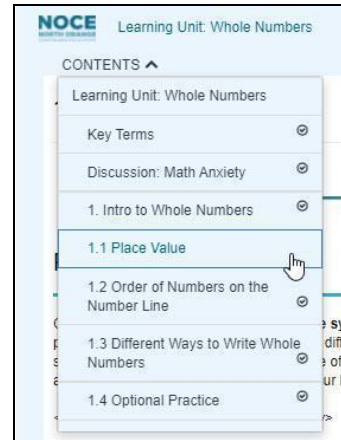 NOCE
NORTH ORANGE
Learning Unit: Whole Numbers
CONTENTS
Learning Unit: Whole Numbers
Key Terms
Discussion: Math Anxiety
1. Intro to Whole Numbers
1.1 Place Value
1.2 Order of Numbers on the
Number Line
1.3 Different Ways to Write Whole
Numbers
1.4 Optional Practice